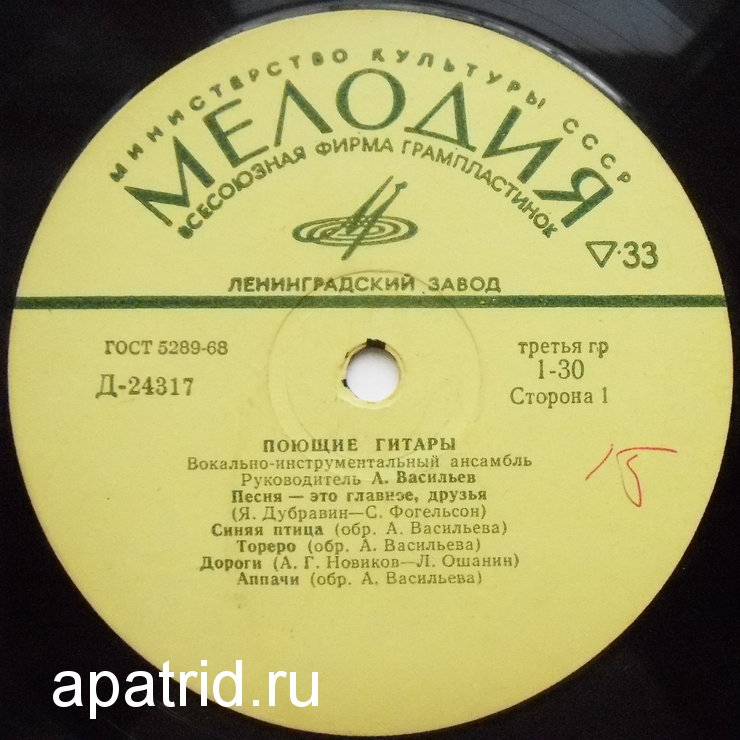 МИНИСТЕРСТВО КУЛЬТУРЫ СССР
МЕЛОДИЯ
ВСЕСОЮЗНАЯ ФИРМА ГРАМПЛАСТИНОК
33
ЛЕНИНГРАДСКИЙ ЗАВОД
ГОСТ 5289-68
третья гр
Д-24317
1-30
Сторона 1
ПОЮЩИЕ ГИТАРЫ
Вокально-инструментальный ансамбль
Руководитель А. Васильев
Песня — это главное, друзья
(Я. Дубравин—С. Фогельсон)
Синяя птица (обр. А. Васильева)
Тореро (обр. А. Васильева)
Дороги (А. Г. Новиков—Л. Ошанин)
Аппачи (обр. А. Васильева)
apatrid.ru